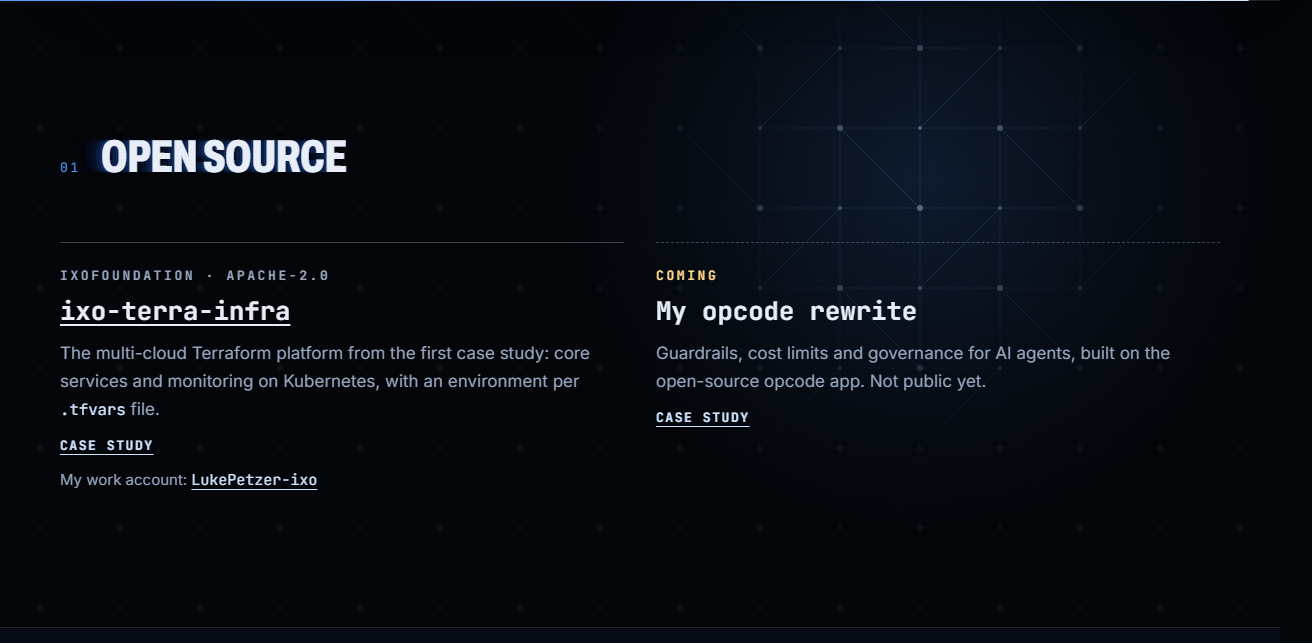 01 OPEN SOURCE
IXOFOUNDATION · APACHE-2.0
ixo-terra-infra
The multi-cloud Terraform platform from the first case study: core
services and monitoring on Kubernetes, with an environment per
.tfvars file.
CASE STUDY
My work account: LukePetzer-ixo
COMING
My opcode rewrite
Guardrails, cost limits and governance for AI agents, built on the
open-source opcode app. Not public yet.
CASE STUDY